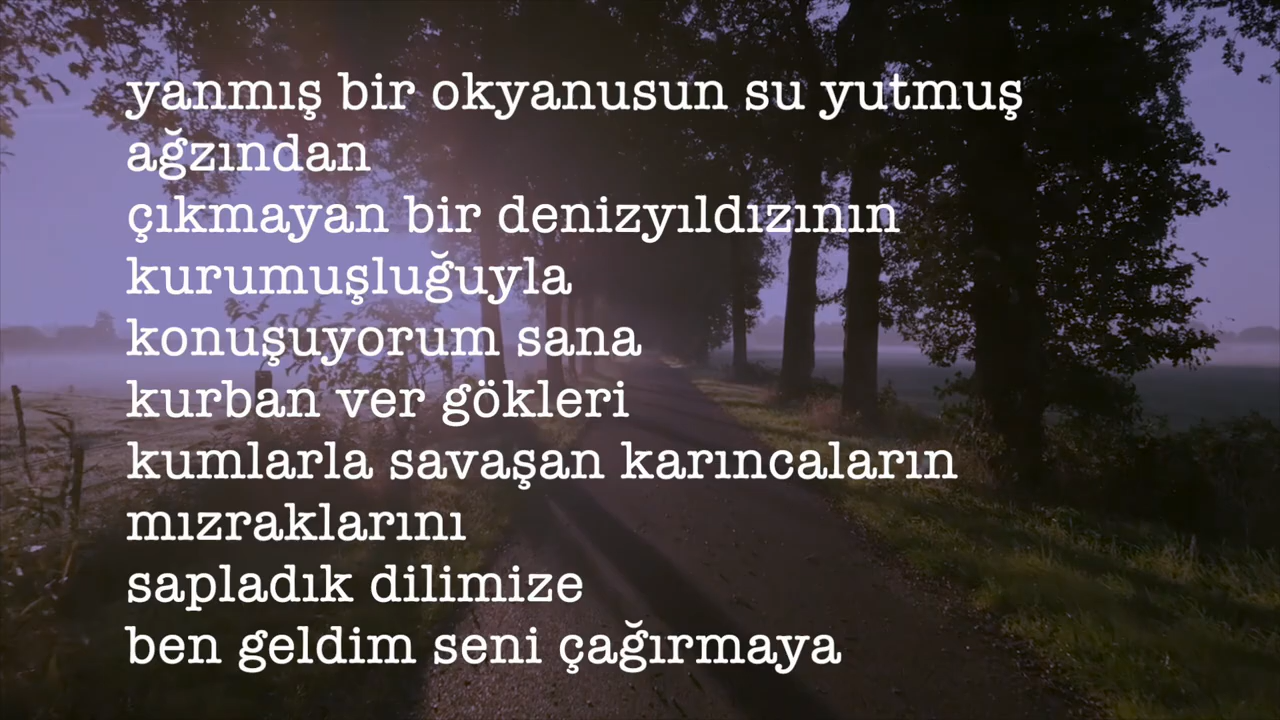 yanmış bir okyanusun su yutmuş
ağzından
çıkmayan bir denizyıldızının
kurumuşluğuyla
konuşuyorum sana
kurban ver gökleri
kumlarla savaşan karıncaların
mızraklarını
sapladık dilimize
ben geldim seni çağırmaya